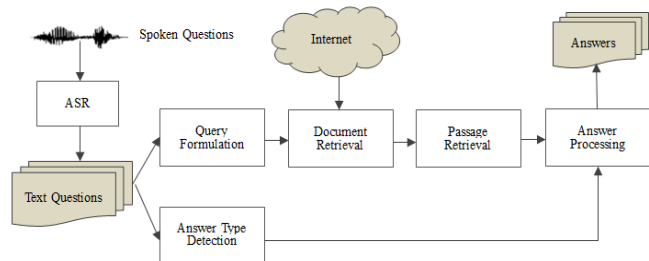 Spoken Questions
Internet
Answers
ASR
Query
Formulation
Document
Retrieval
Passage
Retrieval
Answer
Processing
Text Questions
Answer Type
Detection